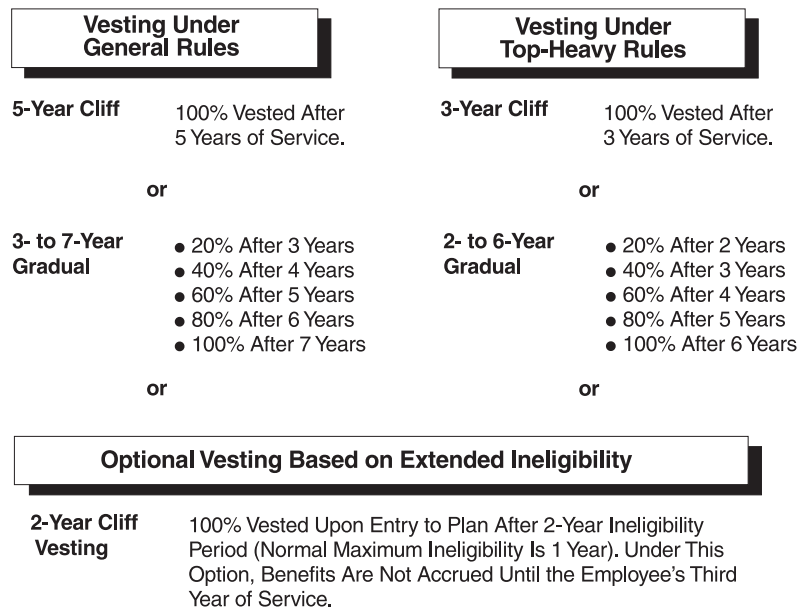 Vesting Under
General Rules
5-Year Cliff
100% Vested After
5 Years of Service.
or
3- to 7-Year
Gradual
● 20% After 3 Years
● 40% After 4 Years
● 60% After 5 Years
● 80% After 6 Years
● 100% After 7 Years
or
Vesting Under
Top-Heavy Rules
3-Year Cliff
100% Vested After
3 Years of Service.
or
2- to 6-Year
Gradual
● 20% After 2 Years
● 40% After 3 Years
● 60% After 4 Years
● 80% After 5 Years
● 100% After 6 Years
or
Optional Vesting Based on Extended Ineligibility
2-Year Cliff
Vesting
100% Vested Upon Entry to Plan After 2-Year Ineligibility
Period (Normal Maximum Ineligibility Is 1 Year). Under This
Option, Benefits Are Not Accrued Until the Employee's Third
Year of Service.